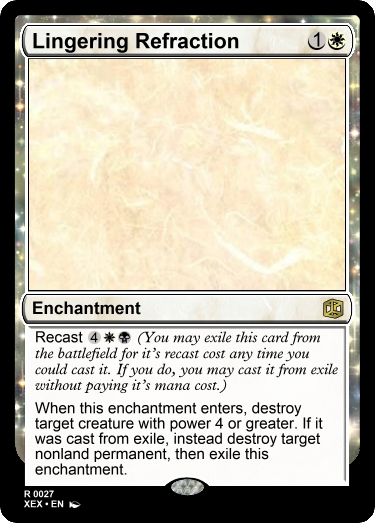 Lingering Refraction 1
Enchantment
Recast 4 (You may exile this card from
the battlefield for it's recast cost any time you
could cast it. If you do, you may cast it from exile
without paying it's mana cost.)
When this enchantment enters, destroy
target creature with power 4 or greater. If it
was cast from exile, instead destroy target
nonland permanent, then exile this
enchantment.
R 0027
XEX • EN